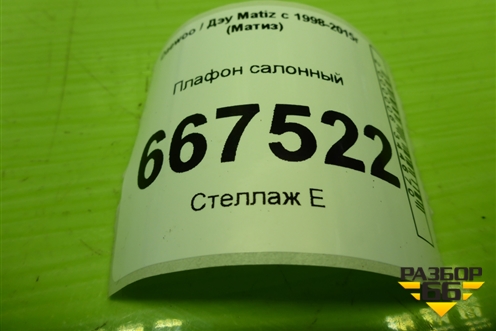 / Дэу Matiz с 1998-2015г
(Матиз)
Плафон салонный
667522
Стеллаж Е
РАЗБОР
66